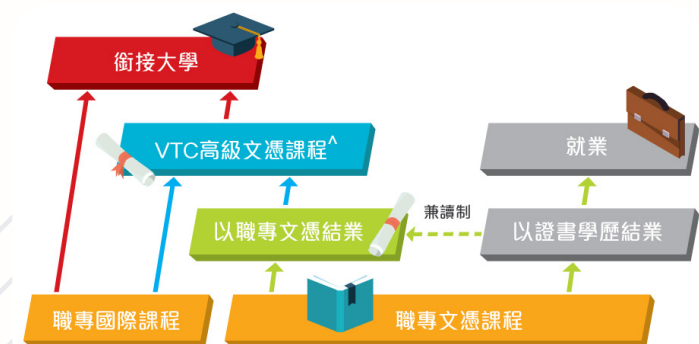 銜接大學
VTC高級文憑課程^
就業
以職專文憑結業
兼讀制
以證書學歷結業
職專國際課程
職專文憑課程